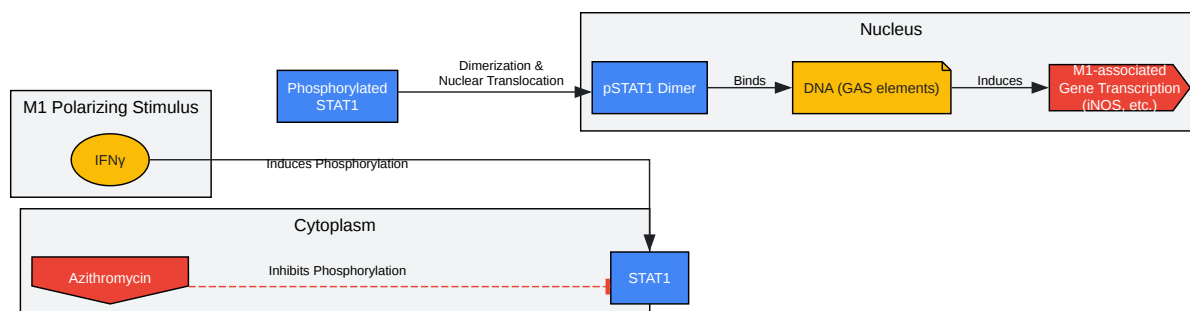 Nucleus
Dimerization &
Nuclear Translocation
Phosphorylated
STAT1
pSTAT1 Dimer
Binds
DNA (GAS elements)
Induces
M1-associated
Gene Transcription
(iNOS, etc.)
M1 Polarizing Stimulus
IFNγ
Induces Phosphorylation
Cytoplasm
Azithromycin
Inhibits Phosphorylation
STAT1